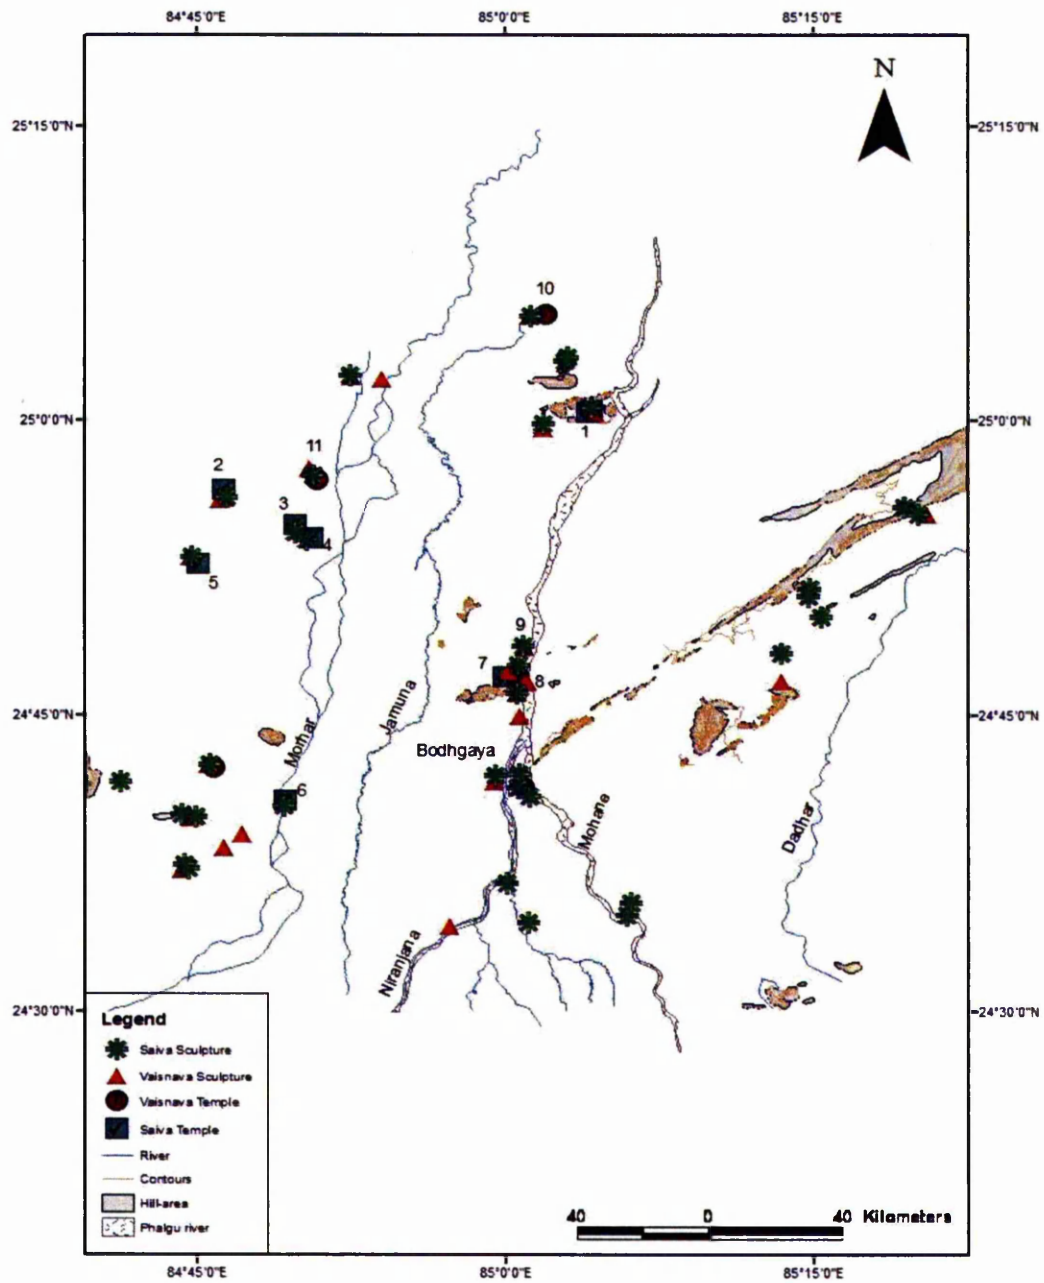 84°45'0"E 85°0'0"E 85°15'0"E
N
25°15'0"N 25°15'0"N
10
25°0'0"N 25°0'0"N
1
11
2
3
4
5
9
7
8
24°45'0"N 24°45'0"N
Jamuna
Morhar
Bodhgaya
6
Mohane
Dadhar
Niranjana
24°30'0"N 24°30'0"N
Legend
Saiva Sculpture
Vaisnava Sculpture
Vaisnava Temple
Saiva Temple
River
Contours
Hill-area
Phalgu river
40 0 40 Kilometers
84°45'0"E 85°0'0"E 85°15'0"E